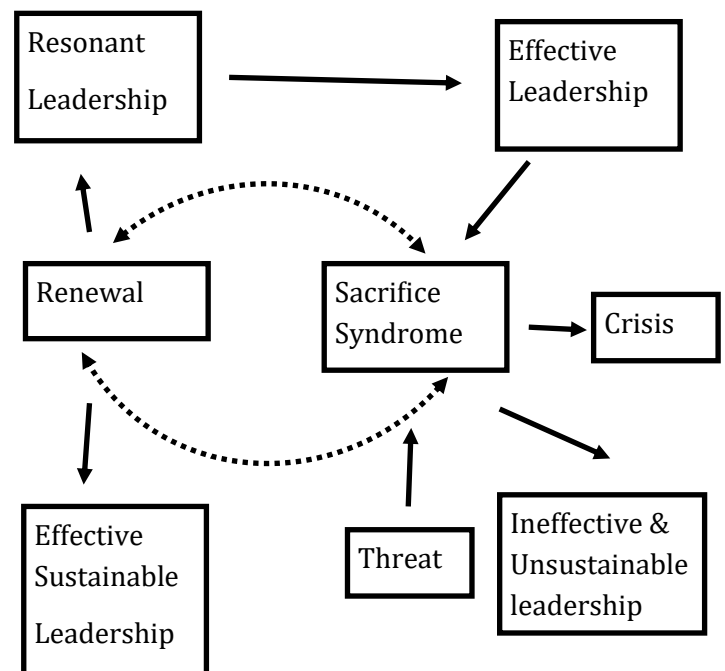 Resonant
Leadership
Effective
Leadership
Renewal
Sacrifice
Syndrome
Crisis
Effective
Sustainable
Leadership
Threat
Ineffective &
Unsustainable
leadership